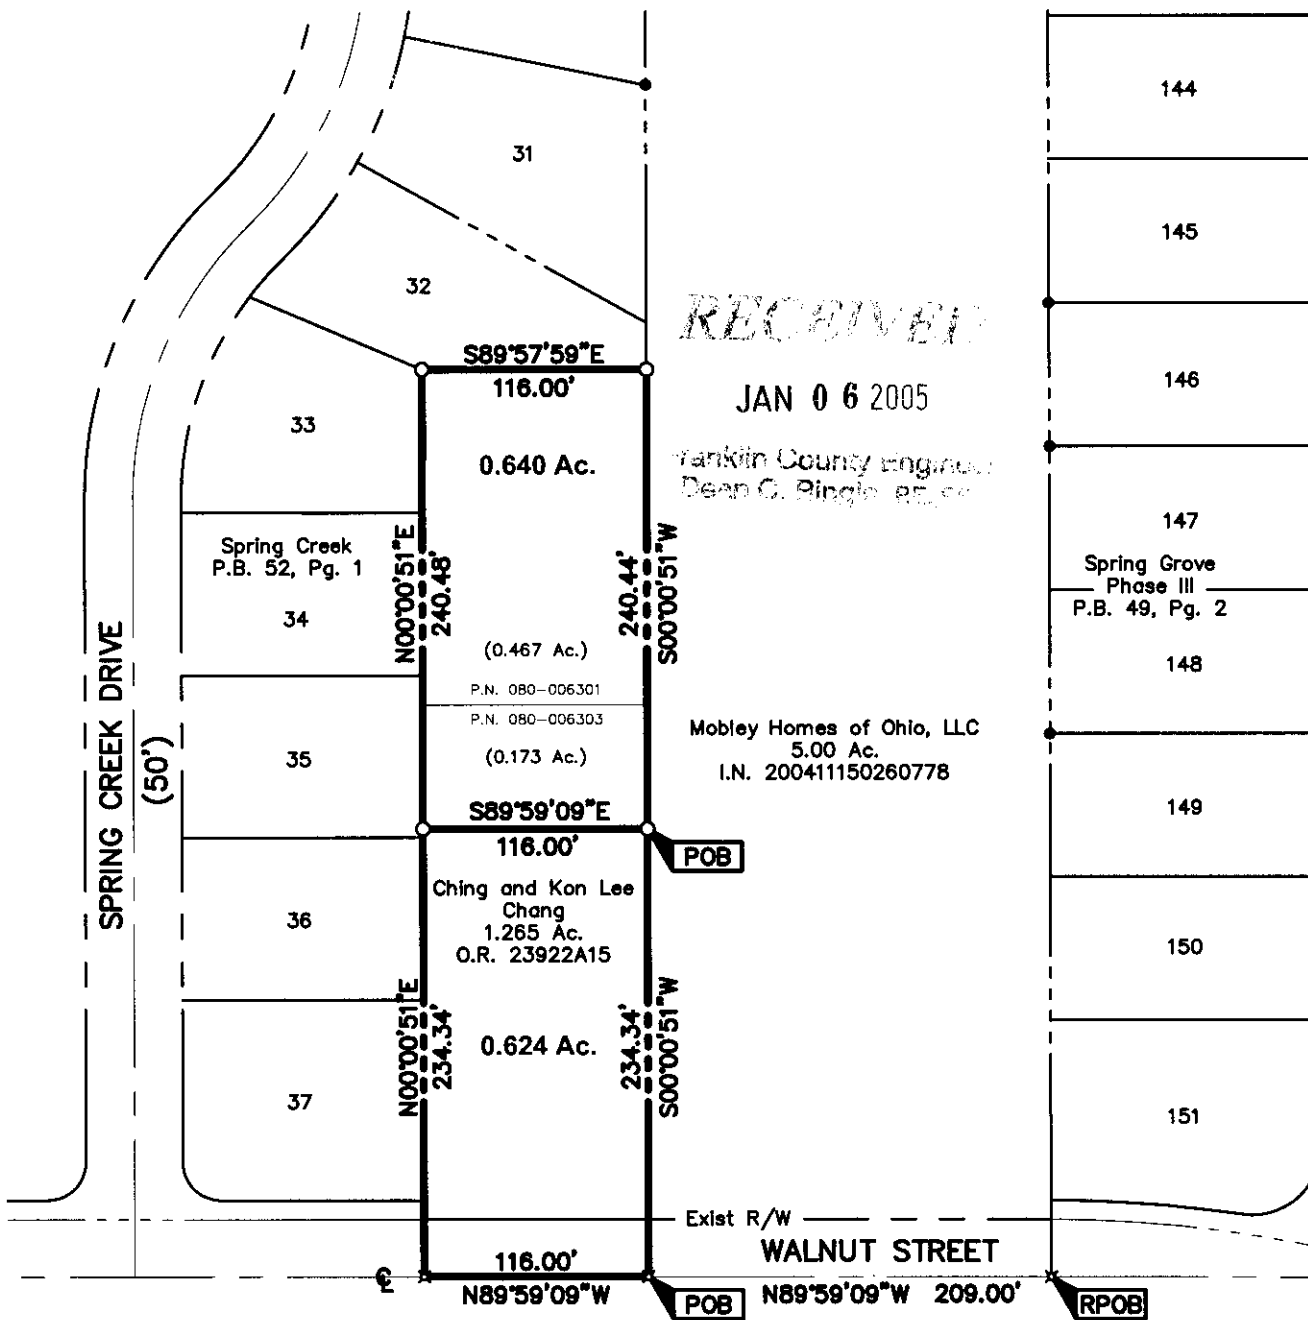 144
31
145
32
RECEIVED
S89°57'59"E
116.00'
146
JAN 0 6 2005
33
0.640 Ac.
Franklin County Engineer
Dean C. Ringle, P.E.,
147
Spring Creek
P.B. 52, Pg. 1
34
N00°00'51"E
240.48'
240.44'
S00°00'51"W
Spring Grove
Phase III
P.B. 49, Pg. 2
148
(0.467 Ac.)
P.N. 080-006301
P.N. 080-006303
(0.173 Ac.)
SPRING CREEK DRIVE
(50')
35
Mobley Homes of Ohio, LLC
5.00 Ac.
I.N. 200411150260778
149
S89°59'09"E
116.00'
POB
Ching and Kon Lee
Chang
1.265 Ac.
O.R. 23922A15
36
150
N00°00'51"E
234.34'
0.624 Ac.
234.34'
S00°00'51"W
37
151
Exist R/W
WALNUT STREET
116.00'
N89°59'09"W
POB
N89°59'09"W 209.00'
RPOB